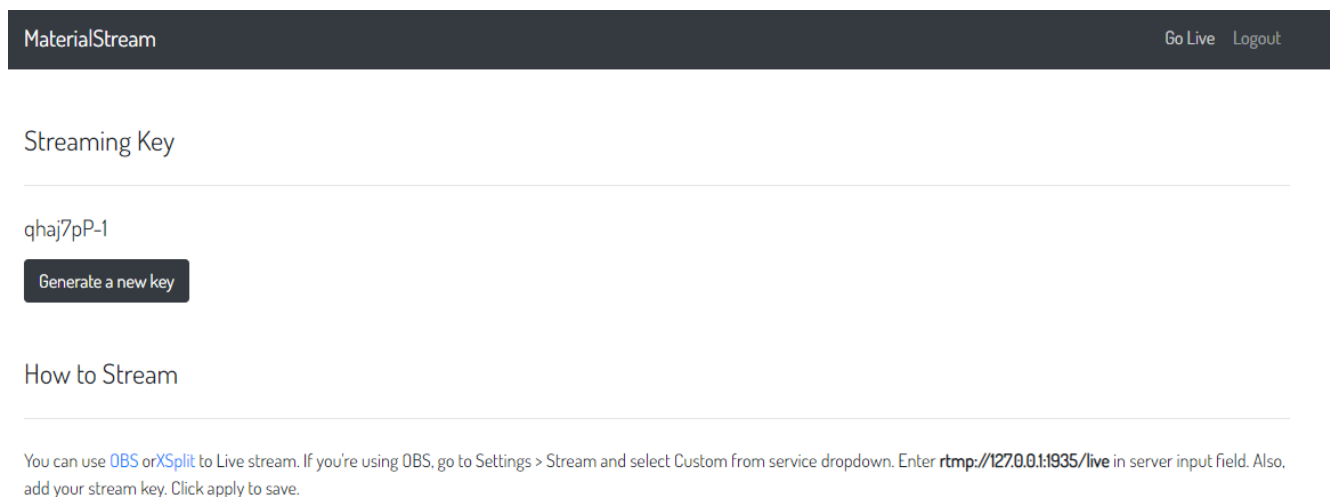 MaterialStream Go Live Logout
Streaming Key
qhaj7pP-1
Generate a new key
How to Stream
You can use OBS orXSplit to Live stream. If you're using OBS, go to Settings > Stream and select Custom from service dropdown. Enter rtmp://127.0.0.1:1935/live in server input field. Also,
add your stream key. Click apply to save.